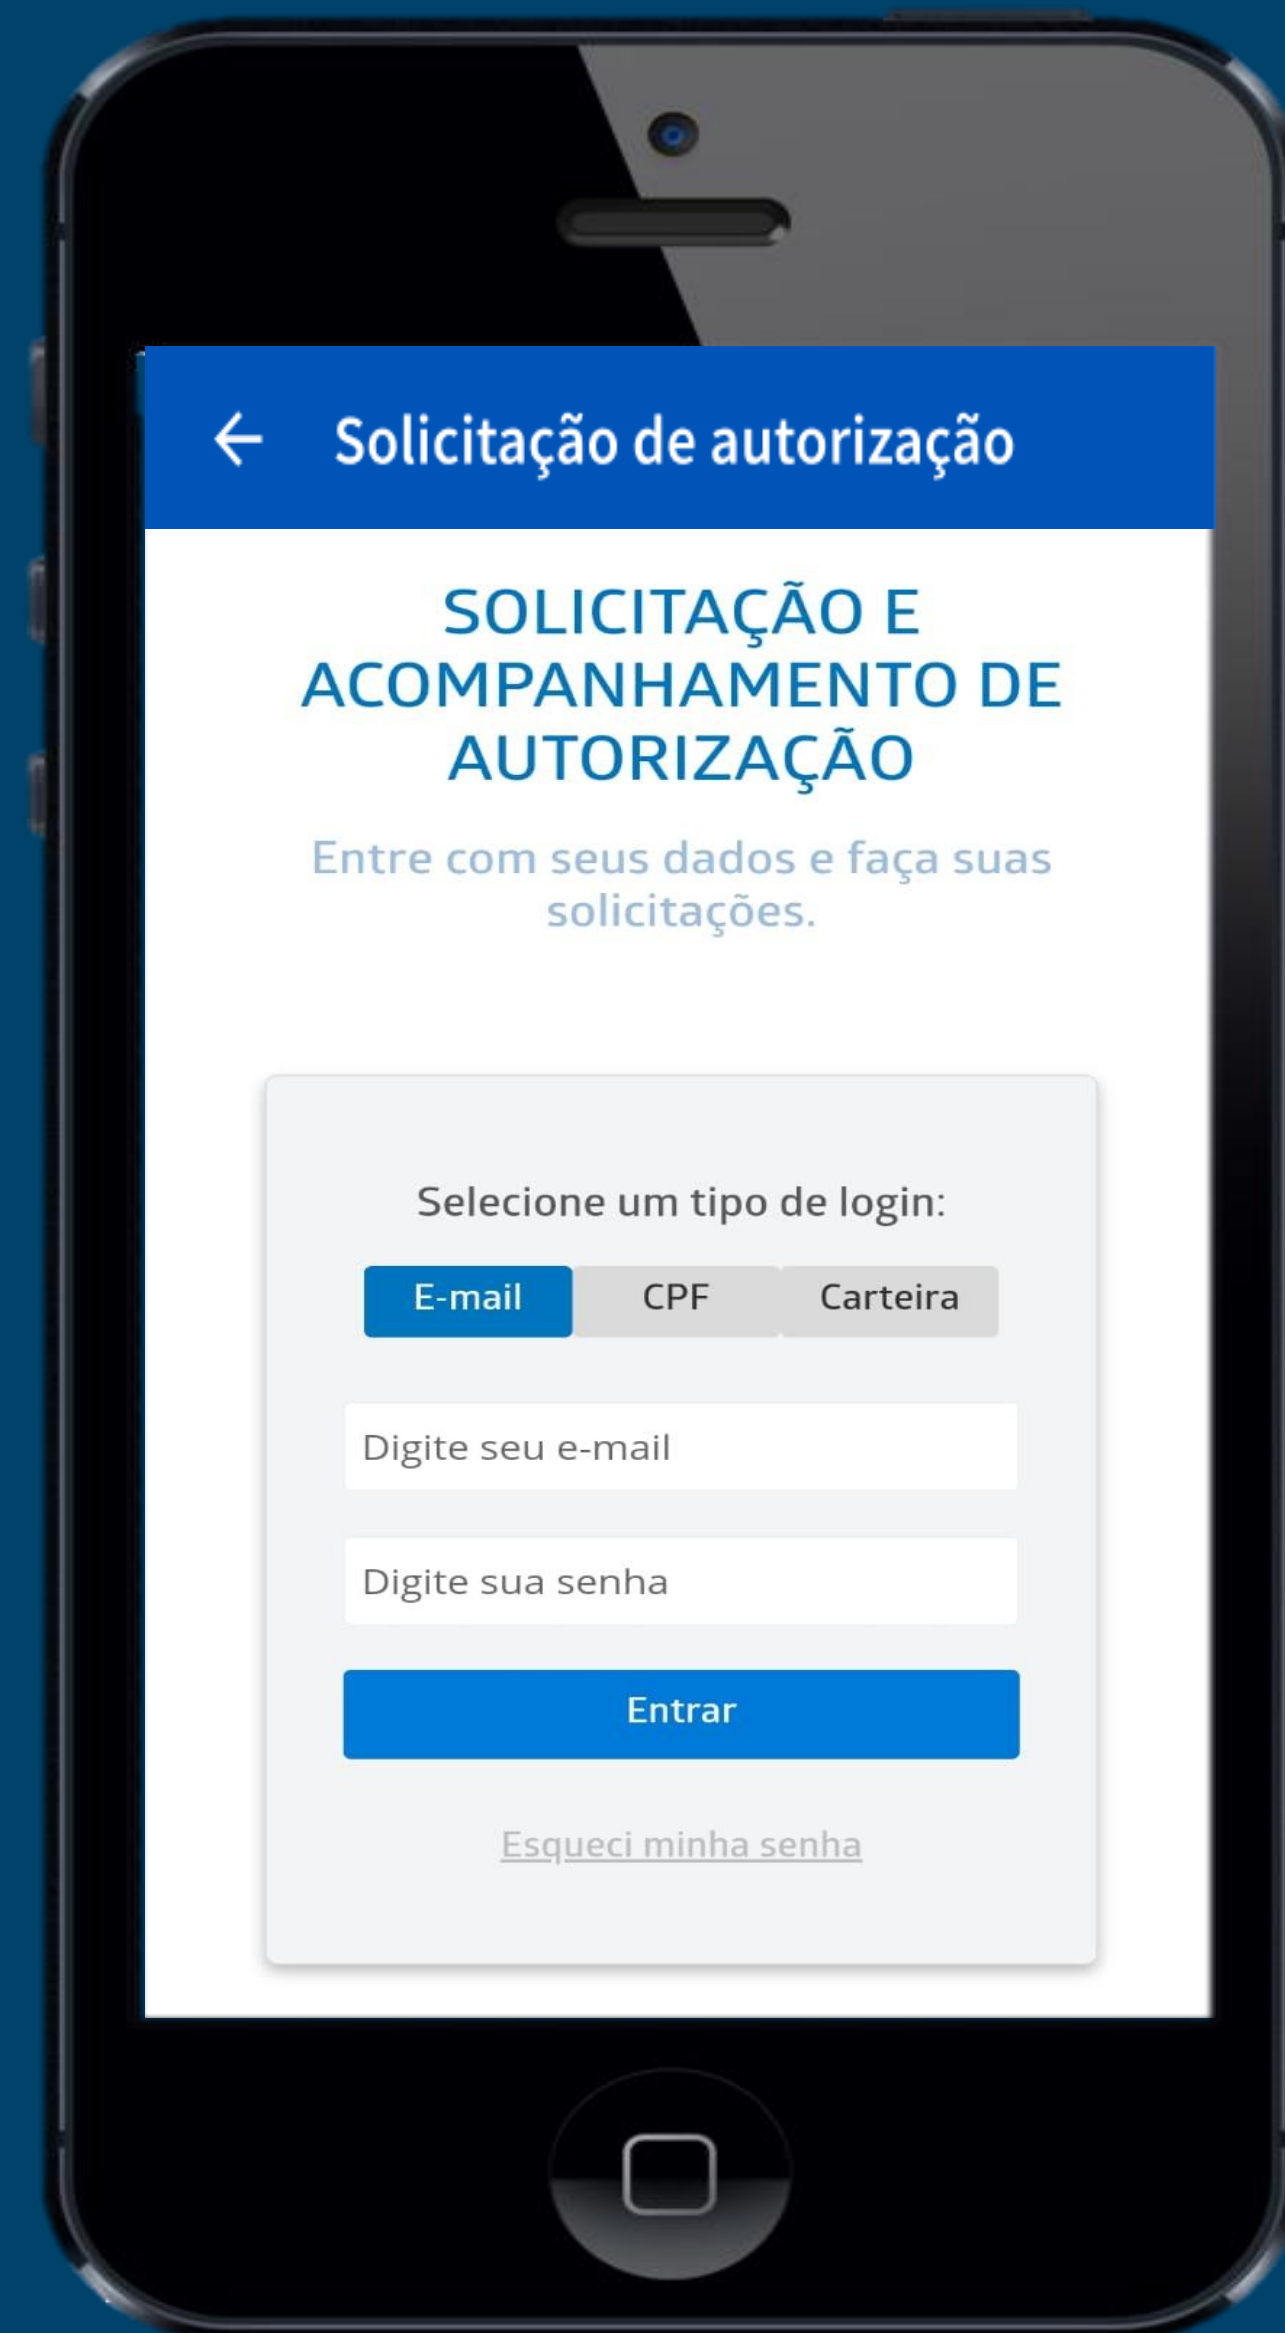 Solicitação de autorização
SOLICITAÇÃO E
ACOMPANHAMENTO DE
AUTORIZAÇÃO
Entre com seus dados e faça suas
solicitações.
Selecione um tipo de login:
E-mail CPF Carteira
Digite seu e-mail
Digite sua senha
Entrar
Esqueci minha senha